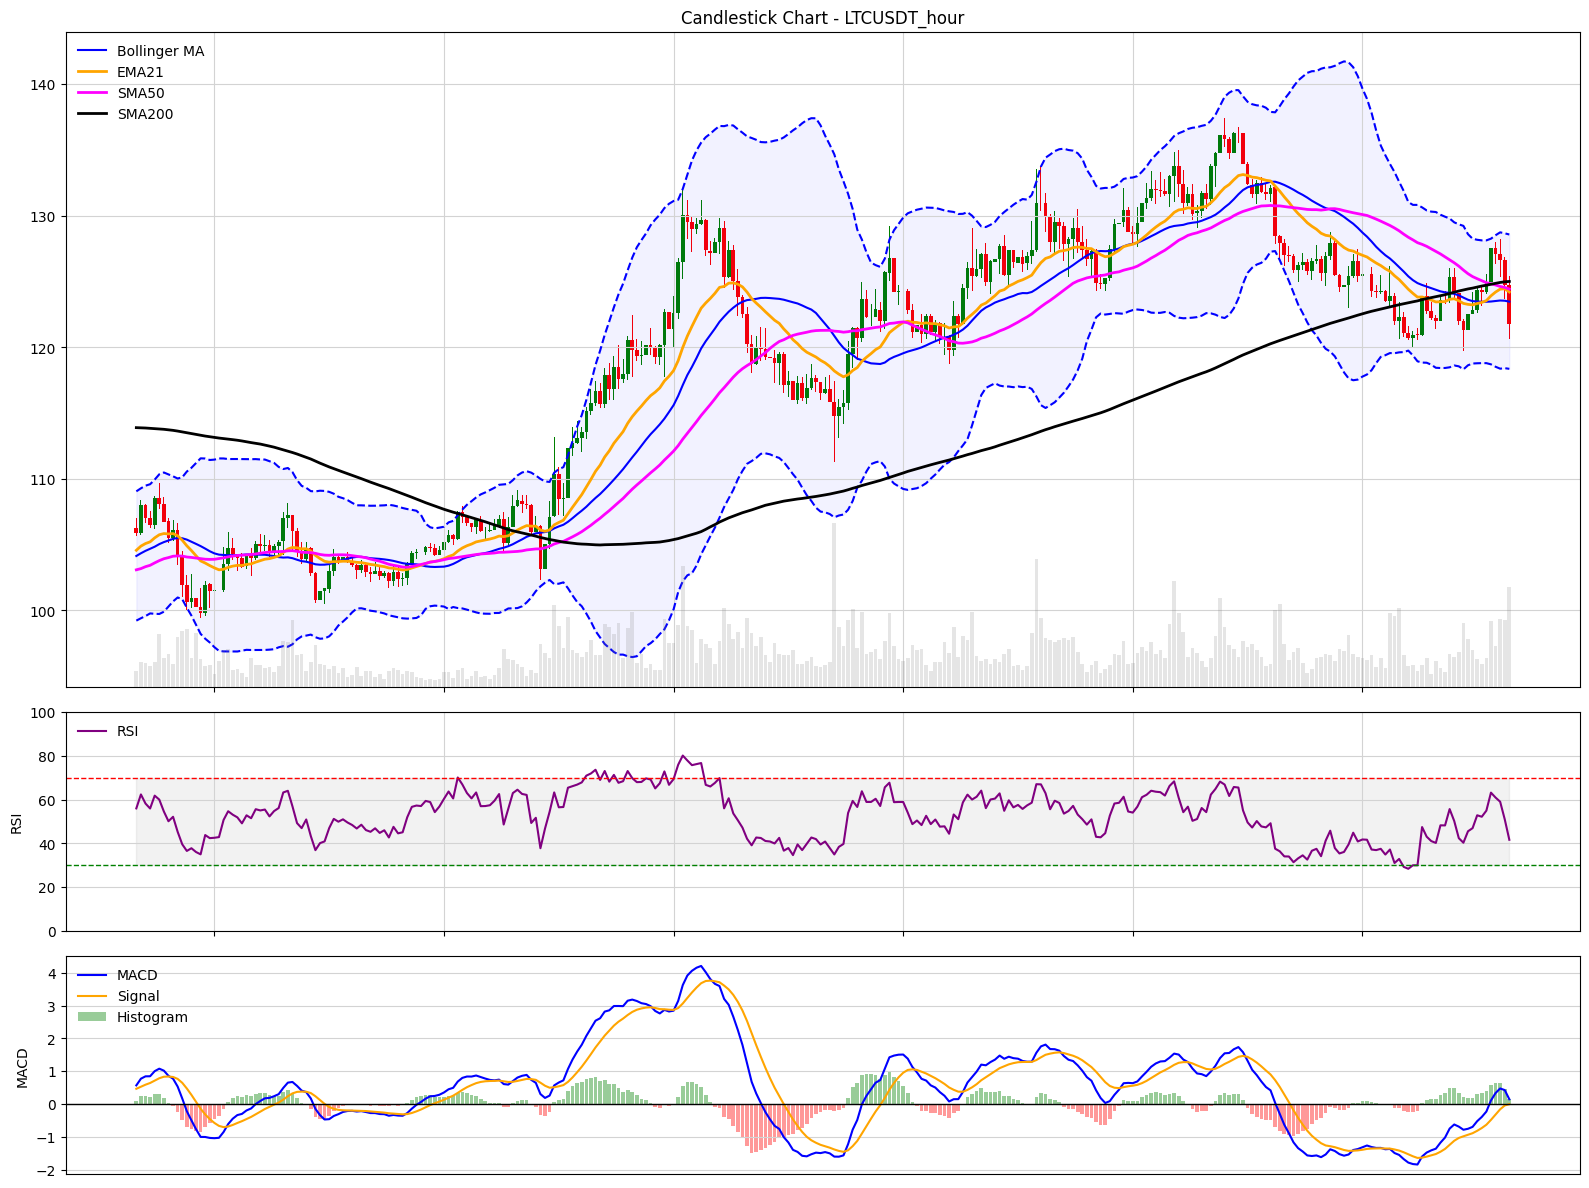 Candlestick Chart - LTCUSDT_hour
Bollinger MA
EMA21
SMA50
SMA200
140
130
120
110
100
RSI
100
80
60
40
20
0
RSI
MACD
Signal
Histogram
4
3
2
1
0
−1
−2
MACD